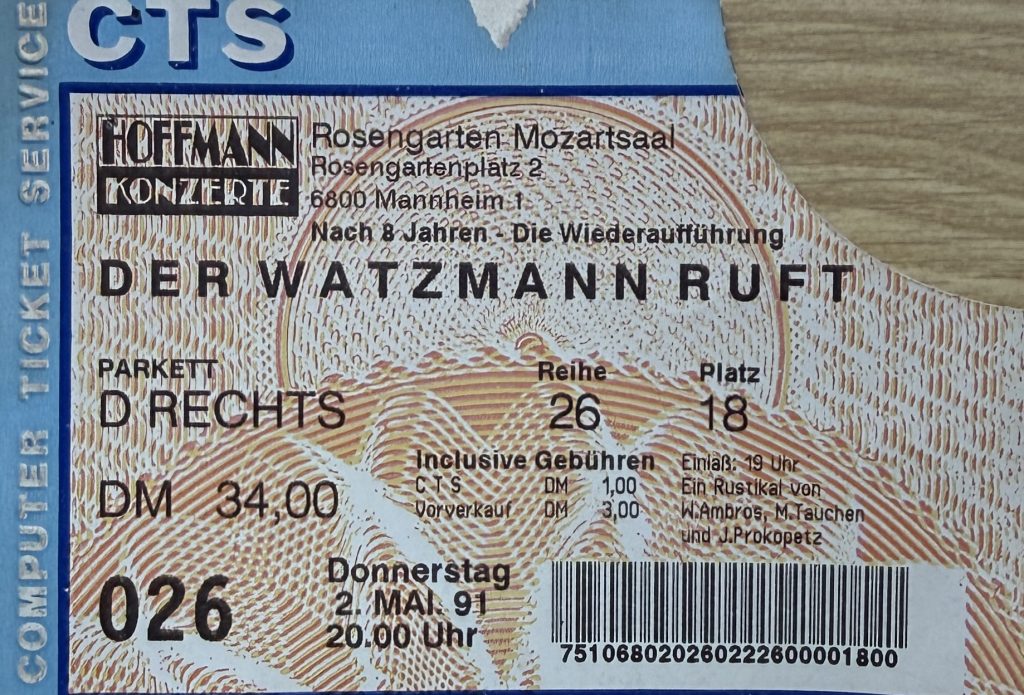 CTS
COMPUTER TICKET SERVICE
HOFFMANN
KONZERTE
Rosengarten Mozartsaal
Rosengartenplatz 2
6800 Mannheim 1
Nach 8 Jahren - Die Wiederaufführung
DER WATZMANN RUFT
PARKETT
D RECHTS
Reihe
26
Platz
18
DM 34,00
Inclusive Gebühren
CTS DM 1,00
Vorverkauf DM 3,00
Einlaß: 19 Uhr
Ein Rustikal von
W.Ambros, M.Tauchen
und J.Prokopetz
026
Donnerstag
2. MAI. 91
20.00 Uhr
751068020260222600001800